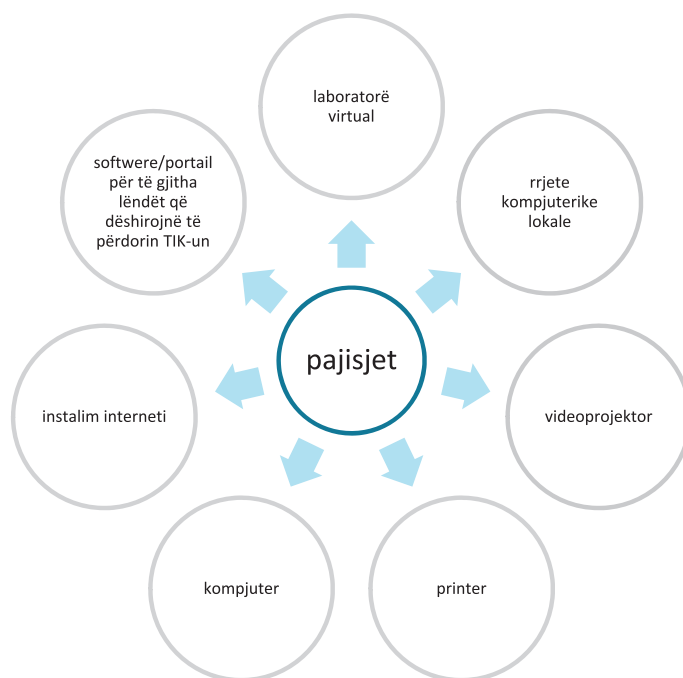 laboratorë
virtual
softwere/portail
për të gjitha
lëndët që
dëshirojnë të
përdorin TIK-un
rrjete
kompjuterike
lokale
pajisjet
instalim interneti
videoprojektor
kompjuter
printer